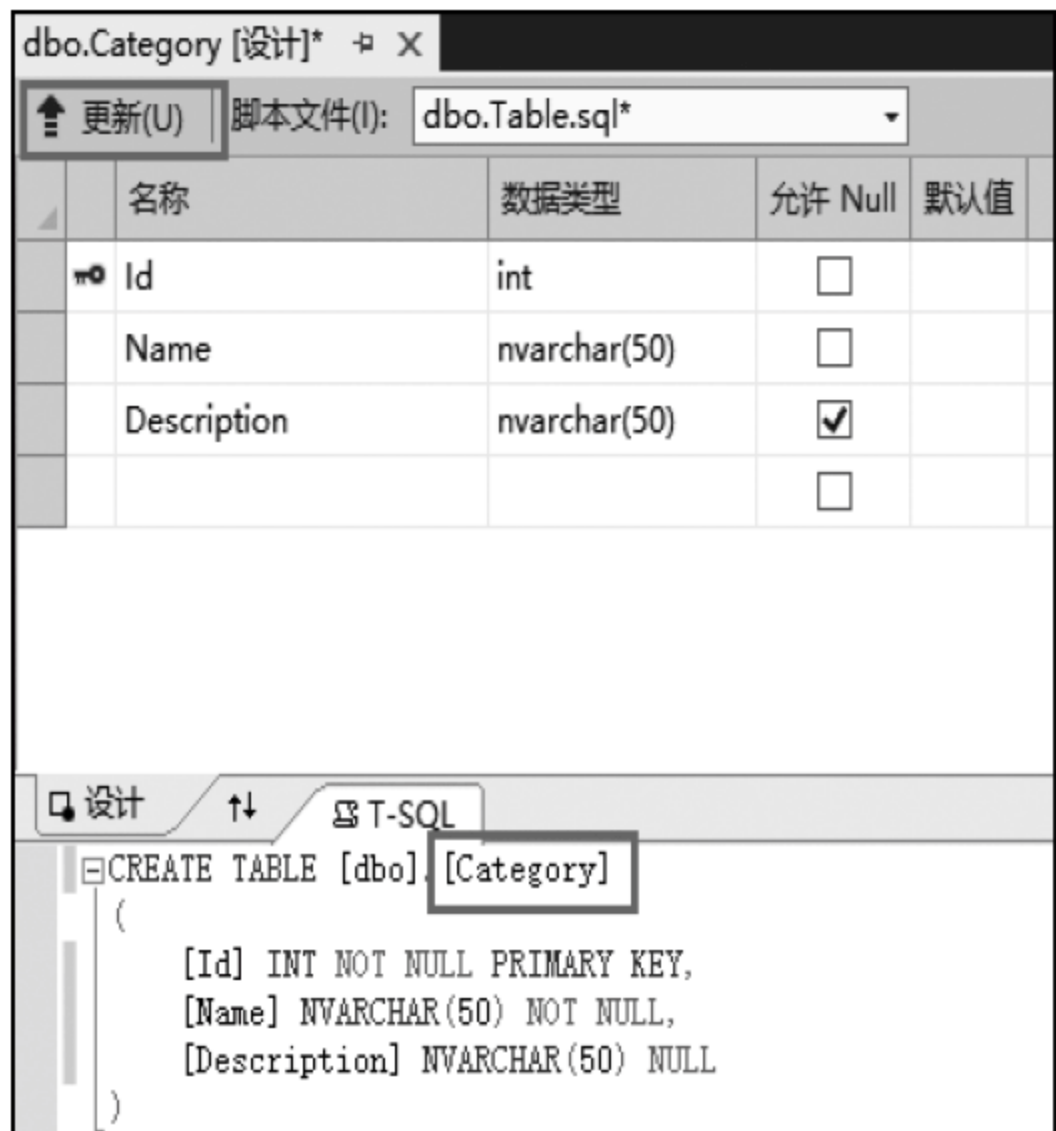 dbo.Category [设计]*
更新(U) 脚本文件(I): dbo.Table.sql*
名称 数据类型 允许 Null 默认值
Id int
Name nvarchar(50)
Description nvarchar(50)
设计 T-SQL
CREATE TABLE [dbo].[Category]
(
[Id] INT NOT NULL PRIMARY KEY,
[Name] NVARCHAR(50) NOT NULL,
[Description] NVARCHAR(50) NULL
)